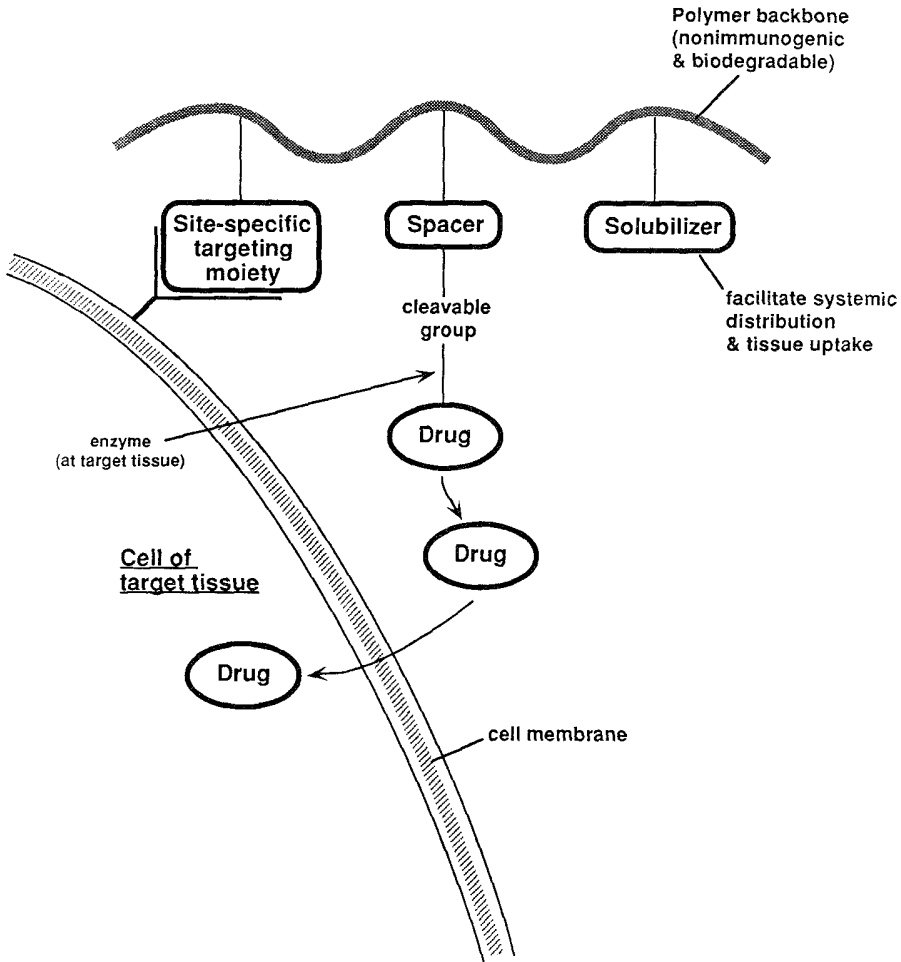 Polymer backbone
(nonimmunogenic
& biodegradable)
Site-specific
targeting
moiety
Spacer
Solubilizer
cleavable
group
facilitate systemic
distribution
& tissue uptake
enzyme
(at target tissue)
Drug
Drug
Cell of
target tissue
Drug
cell membrane